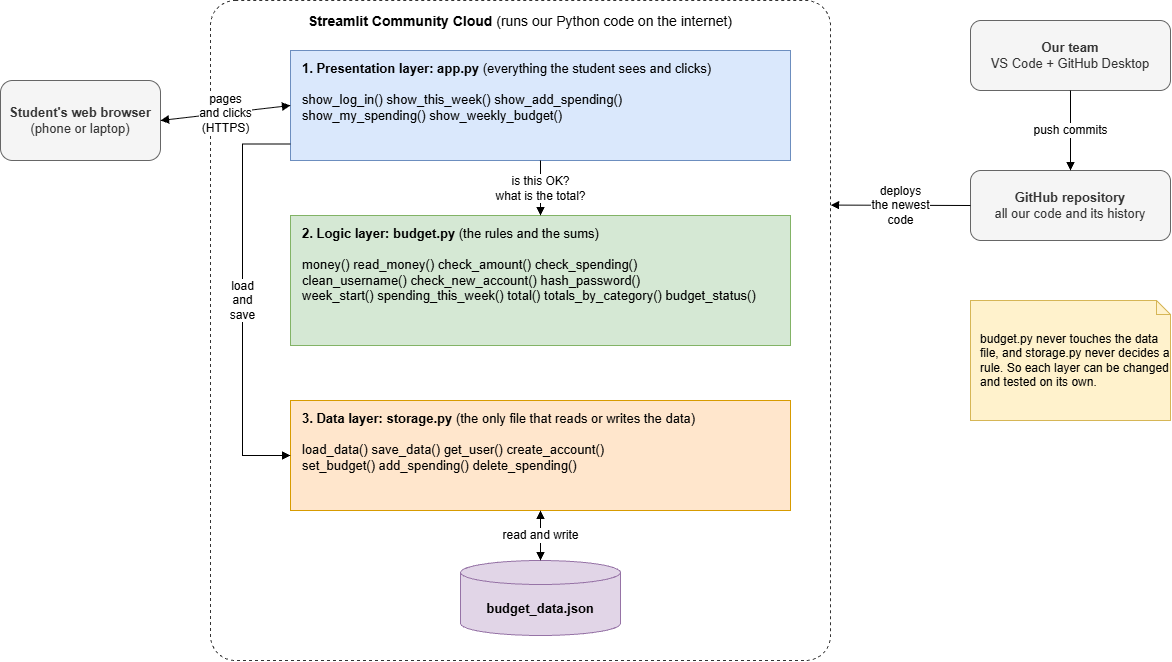 Streamlit Community Cloud (runs our Python code on the internet)
1. Presentation layer: app.py (everything the student sees and clicks)
show_log_in() show_this_week() show_add_spending()
show_my_spending() show_weekly_budget()
Student's web browser
(phone or laptop)
pages
and clicks
(HTTPS)
Our team
VS Code + GitHub Desktop
push commits
GitHub repository
all our code and its history
deploys
the newest
code
is this OK?
what is the total?
2. Logic layer: budget.py (the rules and the sums)
money() read_money() check_amount() check_spending()
clean_username() check_new_account() hash_password()
week_start() spending_this_week() total() totals_by_category() budget_status()
load
and
save
budget.py never touches the data
file, and storage.py never decides a
rule. So each layer can be changed
and tested on its own.
3. Data layer: storage.py (the only file that reads or writes the data)
load_data() save_data() get_user() create_account()
set_budget() add_spending() delete_spending()
read and write
budget_data.json